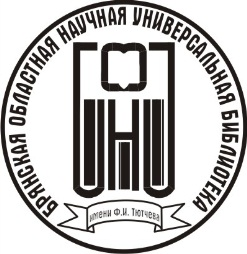 БРЯНСКАЯ ОБЛАСТНАЯ НАУЧНАЯ УНИВЕРСАЛЬНАЯ БИБЛИОТЕКА
имени Ф.И. Тютчева